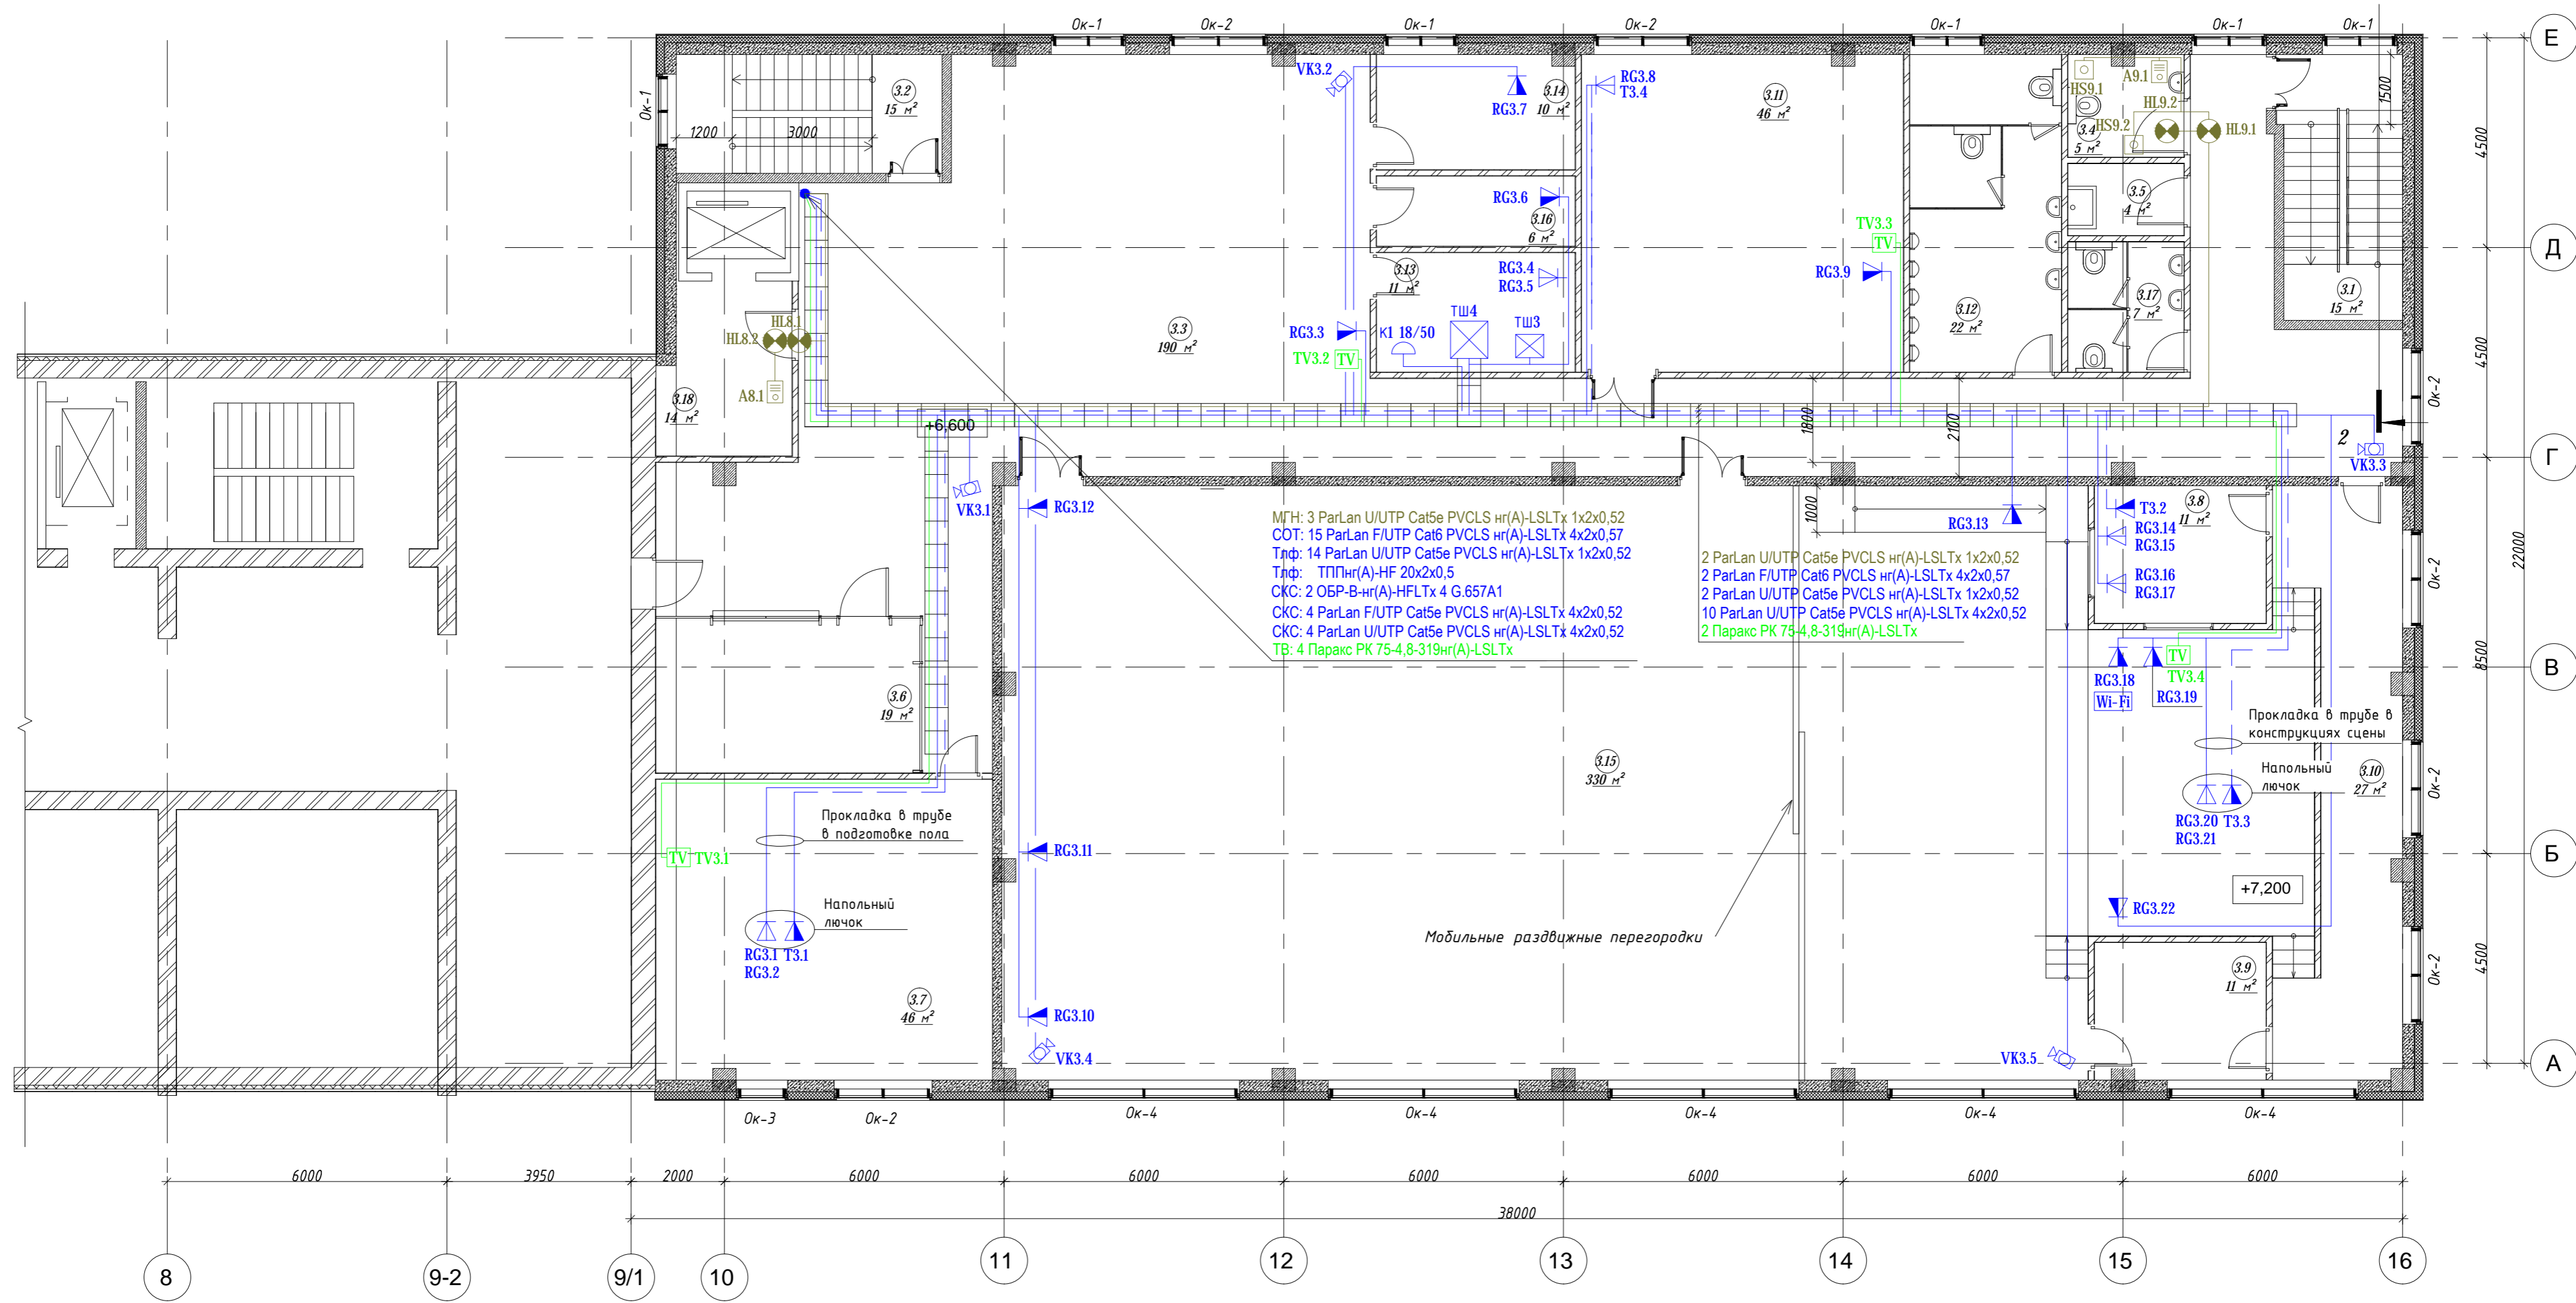 Ок-1
Ок-2
Ок-1
Ок-2
Ок-1
Ок-1
Ок-1
Е
Ок-1
3.2
15 м²
1200
3000
VK3.2
RG3.7
3.14
10 м²
RG3.8
T3.4
3.11
46 м²
HS9.1
A9.1
HL9.2
HS9.2
HL9.1
3.4
5 м²
1500
4500
3.5
4 м²
RG3.6
3.16
6 м²
TV3.3
TV
Д
RG3.9
RG3.4
RG3.5
3.13
11 м²
3.12
22 м²
3.17
7 м²
3.1
15 м²
HL8.1
HL8.2
3.3
190 м²
RG3.3
TV3.2
TV
К1 18/50
ТШ4
ТШ3
4500
Ок-2
A8.1
3.18
14 м²
+6,600
1800
2100
2
VK3.3
Г
VK3.1
RG3.12
МГН: 3 ParLan U/UTP Cat5e PVCLS нг(А)-LSLTx 1x2x0,52
СОТ: 15 ParLan F/UTP Cat6 PVCLS нг(А)-LSLTx 4x2x0,57
Тлф: 14 ParLan U/UTP Cat5e PVCLS нг(А)-LSLTx 1x2x0,52
Тлф: ТППнг(А)-HF 20x2x0,5
СКС: 2 ОБР-В-нг(А)-HFLTx 4 G.657A1
СКС: 4 ParLan F/UTP Cat5e PVCLS нг(А)-LSLTx 4x2x0,52
СКС: 4 ParLan U/UTP Cat5e PVCLS нг(А)-LSLTx 4x2x0,52
ТВ: 4 Паракс РК 75-4,8-319нг(А)-LSLTx
2 ParLan U/UTP Cat5e PVCLS нг(А)-LSLTx 1x2x0,52
2 ParLan F/UTP Cat6 PVCLS нг(А)-LSLTx 4x2x0,57
2 ParLan U/UTP Cat5e PVCLS нг(А)-LSLTx 1x2x0,52
10 ParLan U/UTP Cat5e PVCLS нг(А)-LSLTx 4x2x0,52
2 Паракс РК 75-4,8-319нг(А)-LSLTx
1000
RG3.13
3.8
11 м²
T3.2
RG3.14
RG3.15
RG3.16
RG3.17
Ок-2
22000
8500
В
RG3.18
Wi-Fi
TV
TV3.4
RG3.19
3.6
19 м²
Прокладка в трубе в
конструкциях сцены
Напольный
лючок
3.10
27 м²
RG3.20 T3.3
RG3.21
Ок-2
3.15
330 м²
Прокладка в трубе
в подготовке пола
TV
TV3.1
RG3.11
Б
+7,200
Напольный
лючок
RG3.1 T3.1
RG3.2
Мобильные раздвижные перегородки
RG3.22
3.9
11 м²
4500
Ок-2
3.7
46 м²
RG3.10
VK3.4
VK3.5
А
Ок-3
Ок-2
Ок-4
Ок-4
Ок-4
Ок-4
Ок-4
6000
3950
2000
6000
6000
6000
6000
6000
6000
38000
8
9-2
9/1
10
11
12
13
14
15
16